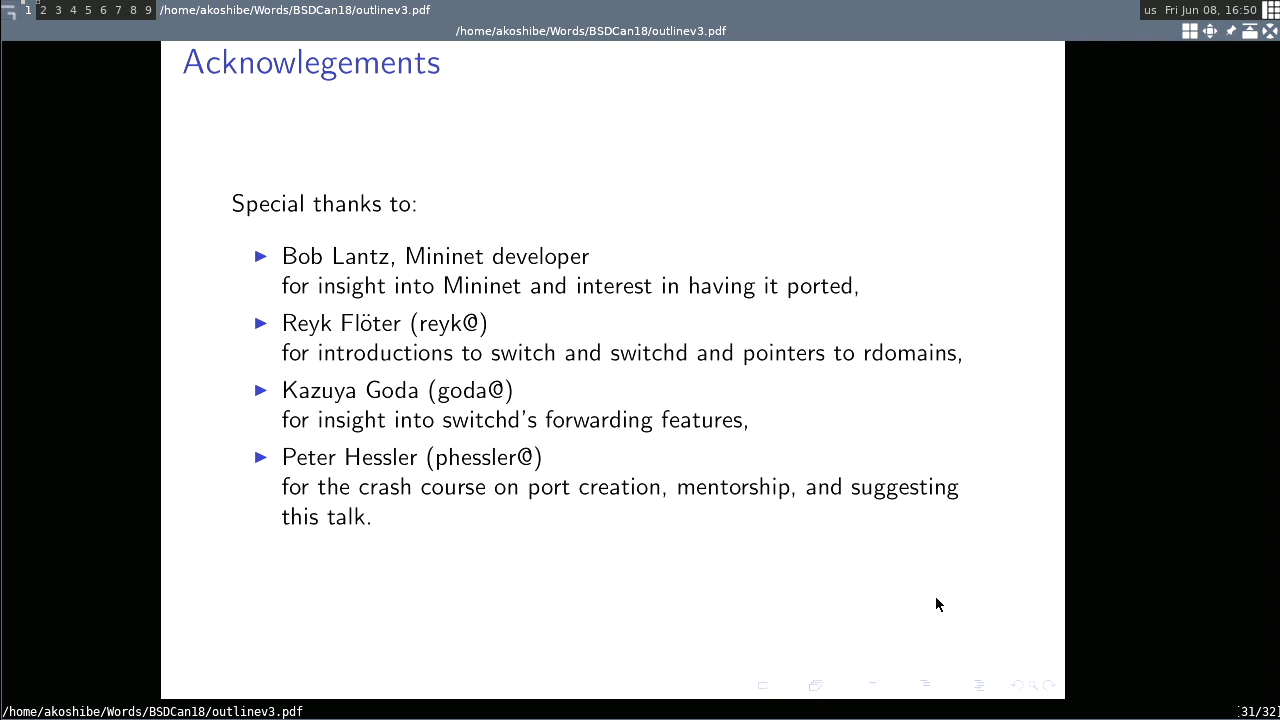 1 2 3 4 5 6 7 8 9 /home/akoshibe/Words/BSDCan18/outlinev3.pdf us Fri Jun 08, 16:50
/home/akoshibe/Words/BSDCan18/outlinev3.pdf
Acknowlegements
Special thanks to:
Bob Lantz, Mininet developer
for insight into Mininet and interest in having it ported,
Reyk Flöter (reyk@)
for introductions to switch and switchd and pointers to rdomains,
Kazuya Goda (goda@)
for insight into switchd's forwarding features,
Peter Hessler (phessler@)
for the crash course on port creation, mentorship, and suggesting
this talk.
/home/akoshibe/Words/BSDCan18/outlinev3.pdf [31/32]